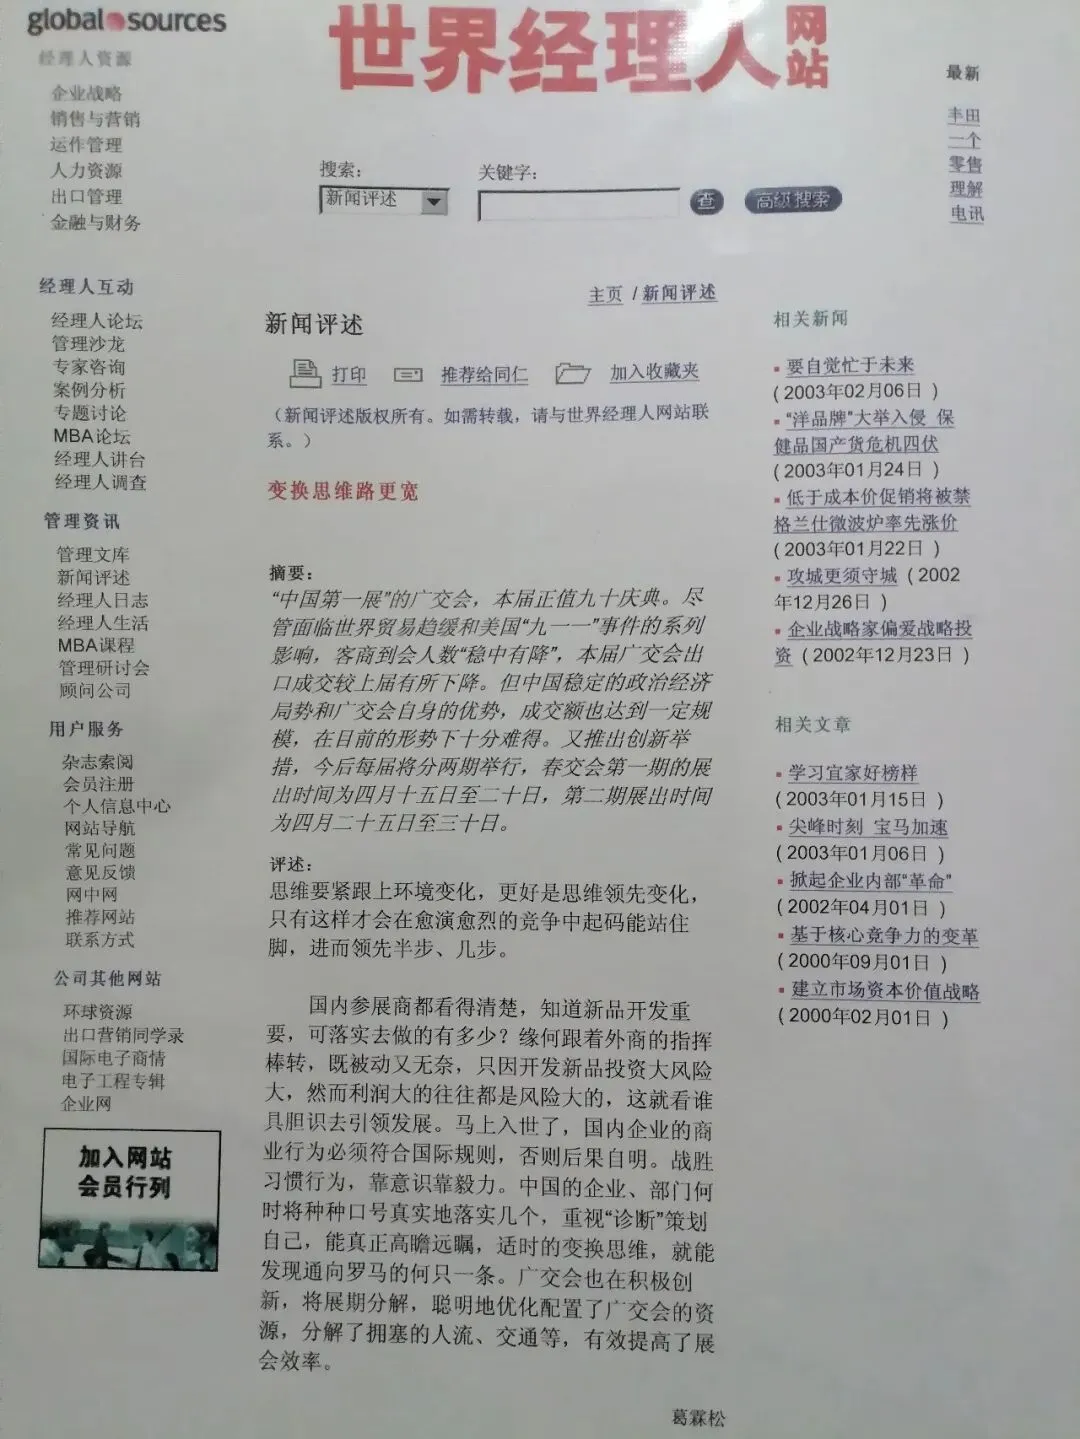 global sources
世界经理人网站
经理人资源
企业战略
销售与营销
运作管理
人力资源
出口管理
金融与财务
经理人互动
经理人论坛
管理沙龙
专家咨询
案例分析
专题讨论
MBA论坛
经理人讲台
经理人调查
管理资讯
管理文库
新闻评述
经理人日志
经理人生活
MBA课程
管理研讨会
顾问公司
用户服务
杂志索阅
会员注册
个人信息中心
网站导航
常见问题
意见反馈
网中网
推荐网站
联系方式
公司其他网站
环球资源
出口营销同学录
国际电子商情
电子工程专辑
企业网
加入网站
会员行列
搜索：
关键字：
新闻评述
查
高级搜索
主页 / 新闻评述
新闻评述
打印
推荐给同仁
加入收藏夹
（新闻评述版权所有。如需转载，请与世界经理人网站联
系。）
变换思维路更宽
摘要：
“中国第一展”的广交会，本届正值九十庆典。尽
管面临世界贸易趋缓和美国“九一一”事件的系列
影响，客商到会人数“稳中有降”，本届广交会出
口成交较上届有所下降。但中国稳定的政治经济
局势和广交会自身的优势，成交额也达到一定规
模，在目前的形势下十分难得。又推出创新举
措，今后每届将分两期举行，春交会第一期的展
出时间为四月十五日至二十日，第二期展出时间
为四月二十五日至三十日。
评述：
思维要紧跟上环境变化，更好是思维领先变化，
只有这样才会在愈演愈烈的竞争中起码能站住
脚，进而领先半步、几步。
国内参展商都看得清楚，知道新品开发重
要，可落实去做的有多少？缘何跟着外商的指挥
棒转，既被动又无奈，只因开发新品投资大风险
大，然而利润大的往往都是风险大的，这就看谁
具胆识去引领发展。马上入世了，国内企业的商
业行为必须符合国际规则，否则后果自明。战胜
习惯行为，靠意识靠毅力。中国的企业、部门何
时将种种口号真实地落实几个，重视“诊断”策划
自己，能真正高瞻远瞩，适时的变换思维，就能
发现通向罗马的何只一条。广交会也在积极创
新，将展期分解，聪明地优化配置了广交会的资
源，分解了拥塞的人流、交通等，有效提高了展
会效率。
葛霖松
最新
丰田
一个
零售
理解
电讯
相关新闻
要自觉忙于未来
( 2003年02月06日 )
“洋品牌”大举入侵 保
健品国产货危机四伏
( 2003年01月24日 )
低于成本价促销将被禁
格兰仕微波炉率先涨价
( 2003年01月22日 )
攻城更须守城 ( 2002
年12月26日 )
企业战略家偏爱战略投
资 ( 2002年12月23日 )
相关文章
学习宜家好榜样
( 2003年01月15日 )
尖峰时刻 宝马加速
( 2003年01月06日 )
掀起企业内部“革命”
( 2002年04月01日 )
基于核心竞争力的变革
( 2000年09月01日 )
建立市场资本价值战略
( 2000年02月01日 )